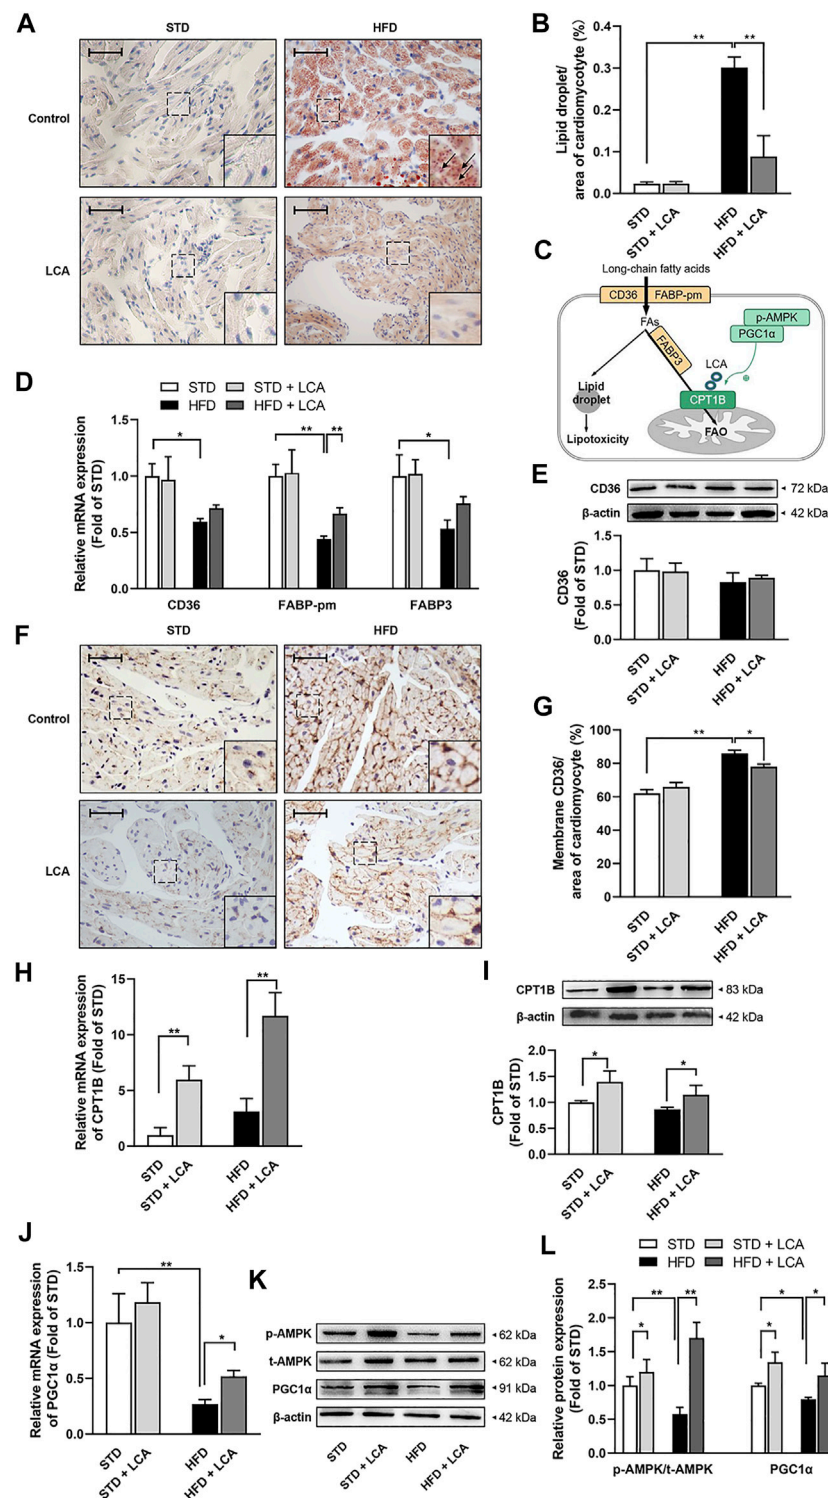 A
STD
HFD
Control
LCA
B
Lipid droplet/
area of cardiomycotyte (%)
0.4
0.3
0.2
0.1
0.0
**
**
STD
STD + LCA
HFD
HFD + LCA
C
Long-chain fatty acids
CD36
FABP-pm
FAs
FABP3
p-AMPK
PGC1α
LCA
⊕
CPT1B
Lipid
droplet
Lipotoxicity
FAO
D
STD
STD + LCA
HFD
HFD + LCA
Relative mRNA expression
(Fold of STD)
1.5
1.0
0.5
0.0
*
**
**
*
CD36
FABP-pm
FABP3
E
CD36
72 kDa
β-actin
42 kDa
CD36
(Fold of STD)
1.5
1.0
0.5
0.0
STD
STD + LCA
HFD
HFD + LCA
F
STD
HFD
Control
LCA
G
Membrane CD36/
area of cardiomyocyte (%)
100
80
60
40
20
0
**
*
STD
STD + LCA
HFD
HFD + LCA
H
Relative mRNA expression
of CPT1B (Fold of STD)
15
10
5
0
**
**
STD
STD + LCA
HFD
HFD + LCA
I
CPT1B
83 kDa
β-actin
42 kDa
CPT1B
(Fold of STD)
2.0
1.5
1.0
0.5
0.0
*
*
STD
STD + LCA
HFD
HFD + LCA
J
Relative mRNA expression
of PGC1α (Fold of STD)
1.5
1.0
0.5
0.0
**
*
STD
STD + LCA
HFD
HFD + LCA
K
p-AMPK
62 kDa
t-AMPK
62 kDa
PGC1α
91 kDa
β-actin
42 kDa
STD
STD + LCA
HFD
HFD + LCA
L
STD
STD + LCA
HFD
HFD + LCA
Relative protein expression
(Fold of STD)
2.5
2.0
1.5
1.0
0.5
0.0
**
**
*
*
*
*
p-AMPK/t-AMPK
PGC1α